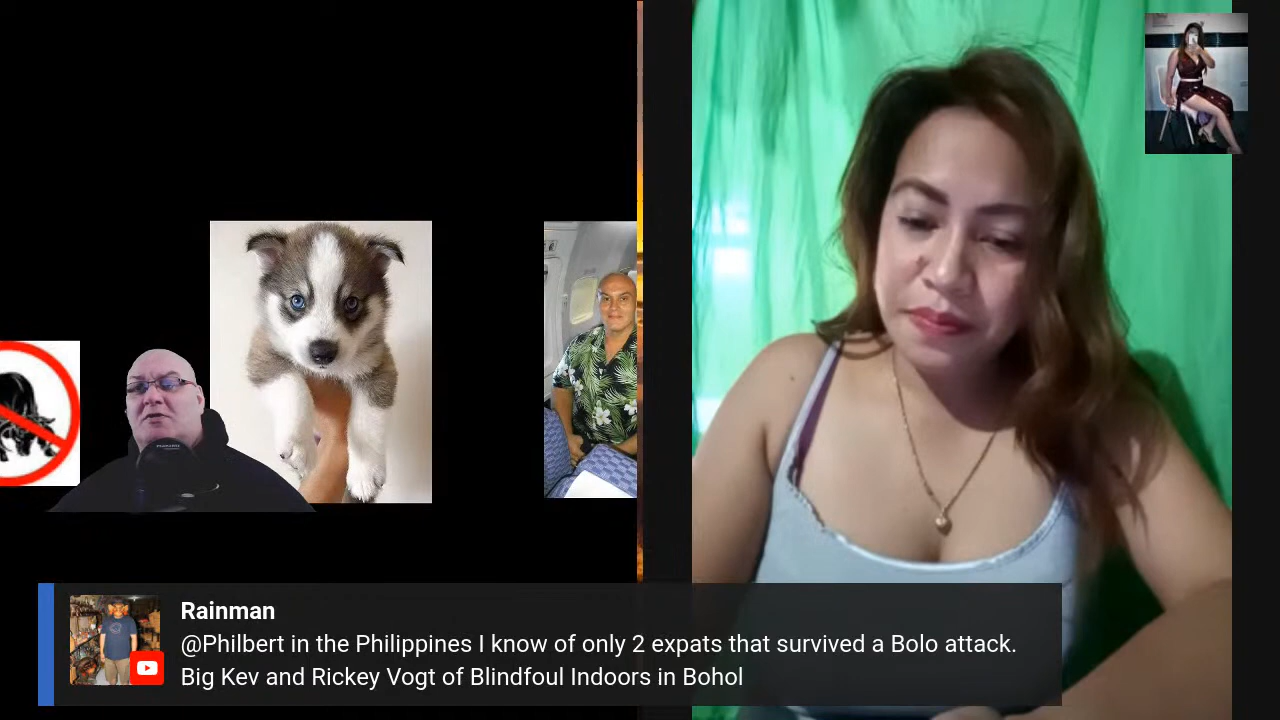 Rainman
@Philbert in the Philippines I know of only 2 expats that survived a Bolo attack.
Big Kev and Rickey Vogt of Blindfoul Indoors in Bohol